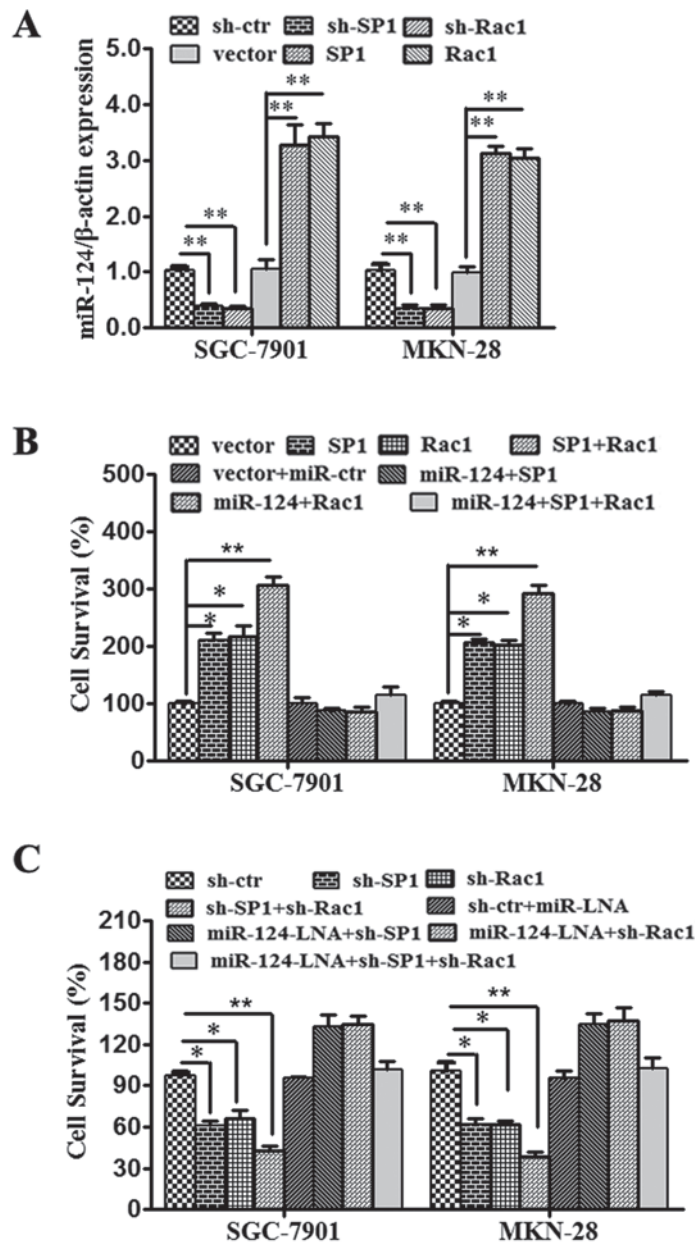 A
sh-ctr sh-SP1 sh-Rac1
vector SP1 Rac1
miR-124/β-actin expression
5.0
4.0
3.0
2.0
1.0
0.0
** ** ** **
** ** ** **
SGC-7901 MKN-28
B
vector SP1 Rac1 SP1+Rac1
vector+miR-ctr miR-124+SP1
miR-124+Rac1 miR-124+SP1+Rac1
Cell Survival (%)
500
400
300
200
100
0
** **
* *
* *
SGC-7901 MKN-28
C
sh-ctr sh-SP1 sh-Rac1
sh-SP1+sh-Rac1 sh-ctr+miR-LNA
miR-124-LNA+sh-SP1 miR-124-LNA+sh-Rac1
miR-124-LNA+sh-SP1+sh-Rac1
Cell Survival (%)
210
180
150
120
90
60
30
0
** **
* *
* *
SGC-7901 MKN-28